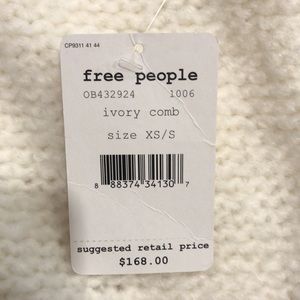 CP9311 41 44
free people
OB432924 1006
ivory comb
size XS/S
8 88374 34130 7
suggested retail price
$168.00